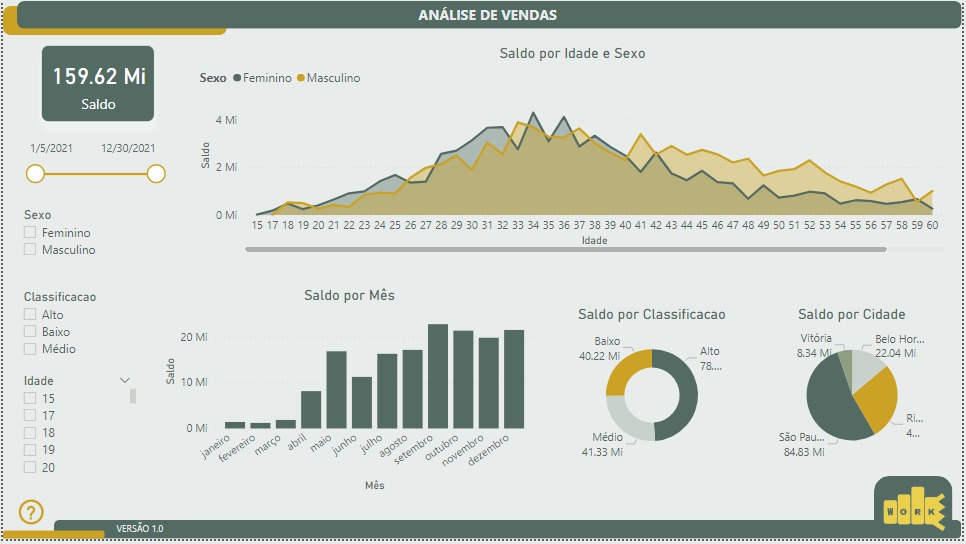 ANÁLISE DE VENDAS
159.62 Mi
Saldo
1/5/2021 12/30/2021
Sexo
Feminino
Masculino
Classificacao
Alto
Baixo
Médio
Idade
15
17
18
19
20
Saldo por Idade e Sexo
Sexo Feminino Masculino
Saldo
4 Mi
2 Mi
0 Mi
15 17 18 19 20 21 22 23 24 25 26 27 28 29 30 31 32 33 34 35 36 37 38 39 40 41 42 43 44 45 46 47 48 49 50 51 52 53 54 55 56 57 58 59 60
Idade
Saldo por Mês
Saldo
20 Mi
10 Mi
0 Mi
janeiro
fevereiro
março
abril
maio
junho
julho
agosto
setembro
outubro
novembro
dezembro
Mês
Saldo por Classificacao
Baixo
40.22 Mi
Alto
78....
Médio
41.33 Mi
Saldo por Cidade
Vitória
8.34 Mi
Belo Hor...
22.04 Mi
Ri...
4...
São Pau...
84.83 Mi
?
VERSÃO 1.0
WORK